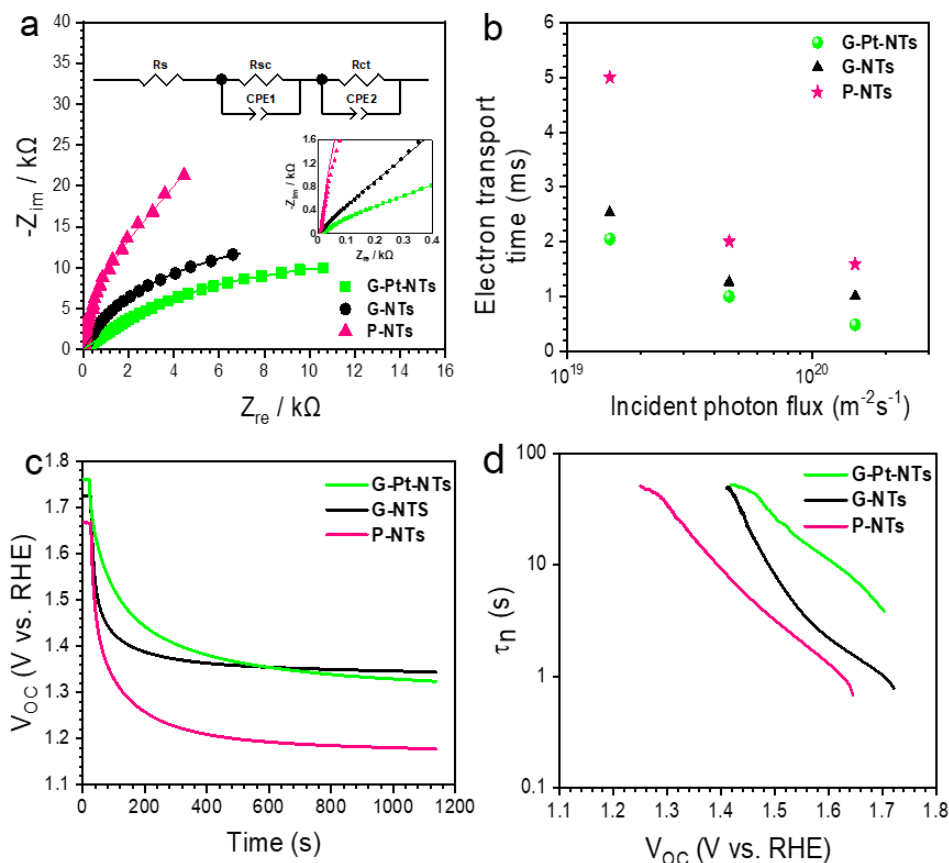 a
-40
-35
-30
-25
-20
-15
10
5
0
-Z_im / kΩ
Rs
Rsc
Rct
CPE1
CPE2
1.6
1.2
0.8
0.4
0
-Z_im / kΩ
0
0.1
0.2
0.3
0.4
Z_re / kΩ
G-Pt-NTs
G-NTs
P-NTs
0 2 4 6 8 10 12 14 16
Z_re / kΩ
b
G-Pt-NTs
G-NTs
P-NTs
6
5
4
3
2
1
0
Electron transport
time (ms)
10^19
10^20
Incident photon flux (m^-2s^-1)
c
1.8
1.7
1.6
1.5
1.4
1.3
1.2
1.1
V_OC (V vs. RHE)
G-Pt-NTs
G-NTS
P-NTs
0 200 400 600 800 1000 1200
Time (s)
d
100
10
1
0.1
τ_n (s)
G-Pt-NTs
G-NTs
P-NTs
1.1 1.2 1.3 1.4 1.5 1.6 1.7 1.8
V_OC (V vs. RHE)